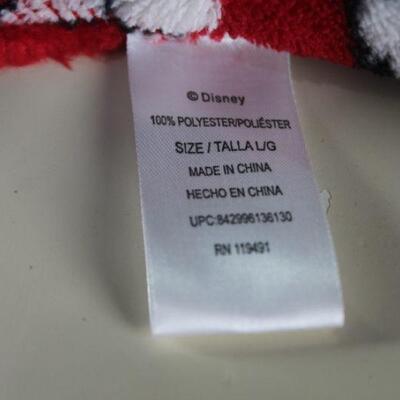 © Disney
100% POLYESTER/POLIÉSTER
SIZE / TALLA L/G
MADE IN CHINA
HECHO EN CHINA
UPC:842996136130
RN 119491